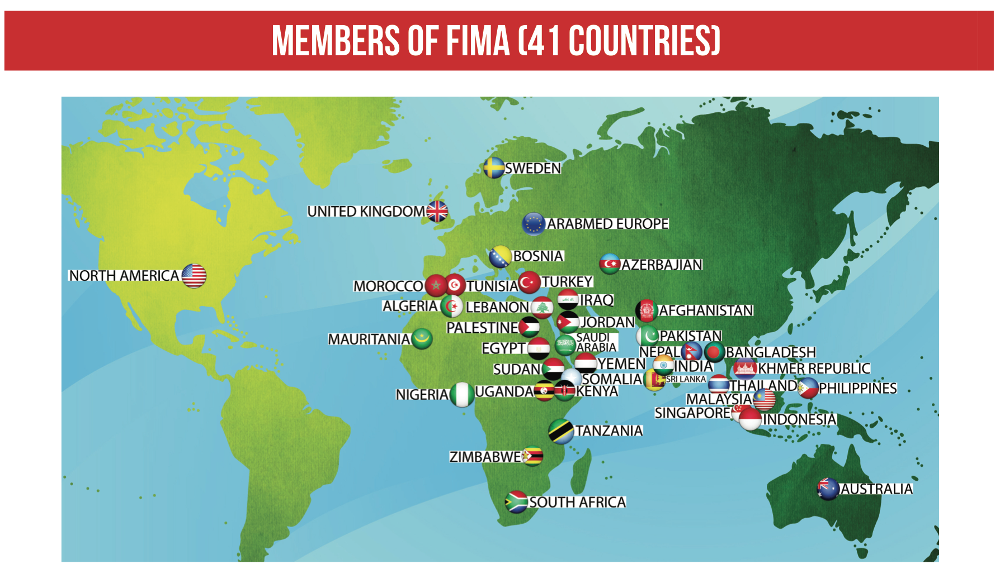 MEMBERS OF FIMA (41 COUNTRIES)
SWEDEN
UNITED KINGDOM
ARABMED EUROPE
BOSNIA
AZERBAJIAN
NORTH AMERICA
MOROCCO
TUNISIA
TURKEY
ALGERIA
LEBANON
IRAQ
AFGHANISTAN
PALESTINE
JORDAN
MAURITANIA
SAUDI
ARABIA
PAKISTAN
EGYPT
NEPAL
BANGLADESH
SUDAN
YEMEN
INDIA
KHMER REPUBLIC
SOMALIA
SRI LANKA
NIGERIA
UGANDA
KENYA
THAILAND
PHILIPPINES
MALAYSIA
SINGAPORE
INDONESIA
TANZANIA
ZIMBABWE
AUSTRALIA
SOUTH AFRICA